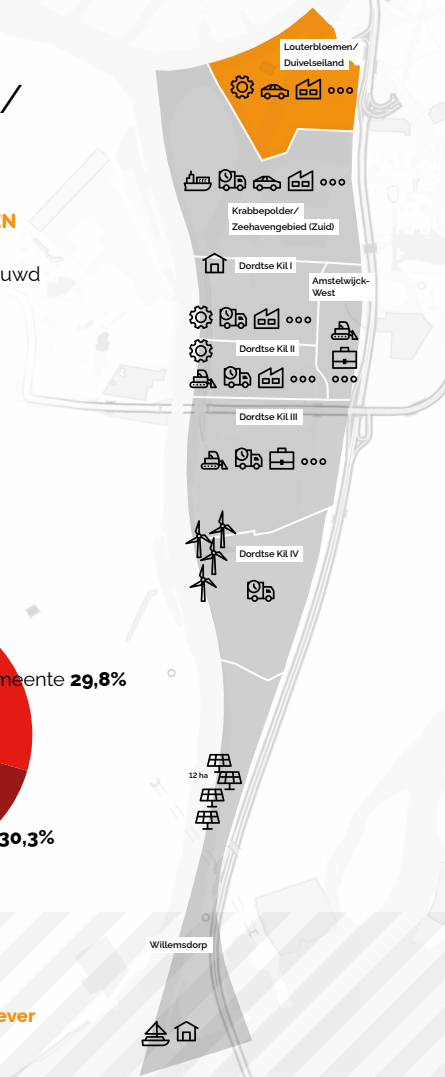 Louterbloemen/
Duivelseiland
/
EN
Krabbepolder/
Zeehavengebied (Zuid)
uwd
Dordtse Kil I
Amstelwijck-
West
Dordtse Kil II
Dordtse Kil III
Dordtse Kil IV
meente 29,8%
12 ha
30,3%
Willemsdorp
ever